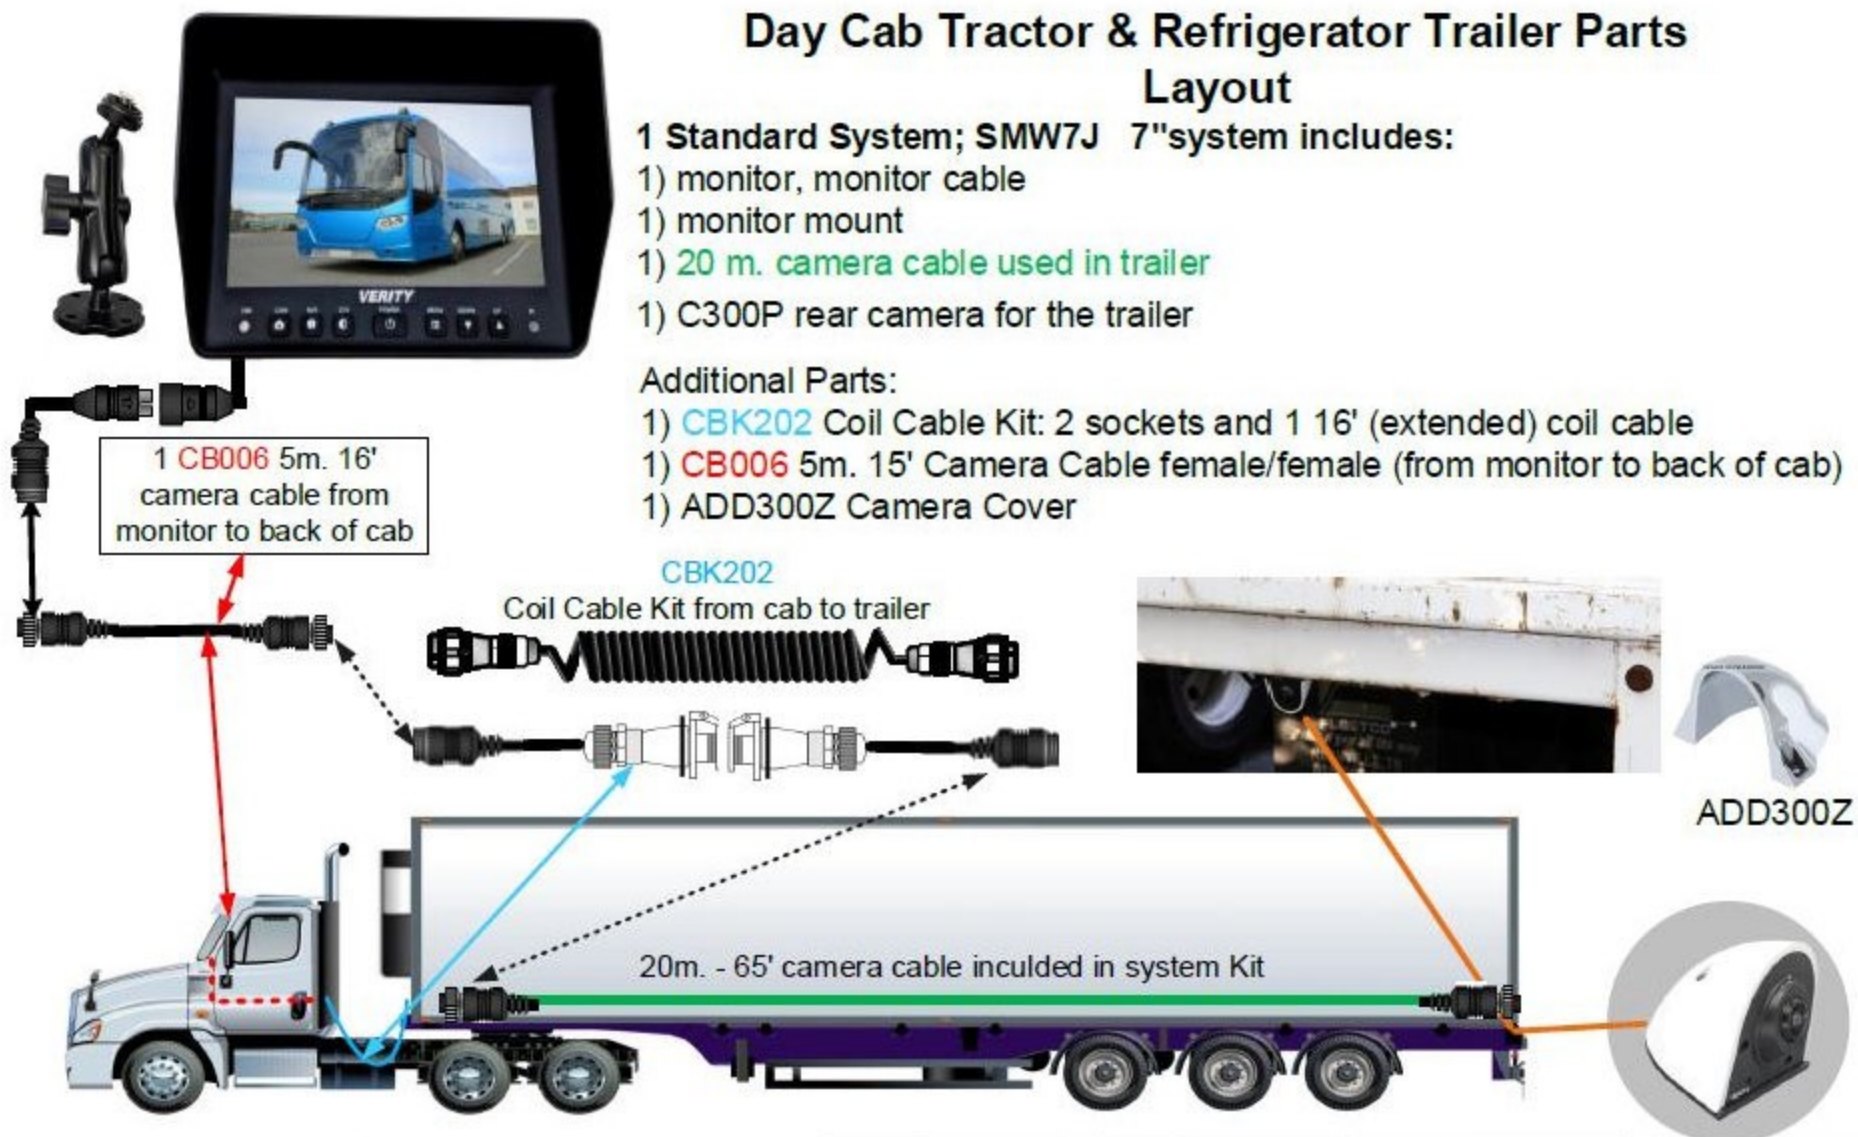 Day Cab Tractor & Refrigerator Trailer Parts
Layout
1 Standard System; SMW7J 7"system includes:
1) monitor, monitor cable
1) monitor mount
1) 20 m. camera cable used in trailer
1) C300P rear camera for the trailer
Additional Parts:
1) CBK202 Coil Cable Kit: 2 sockets and 1 16' (extended) coil cable
1) CB006 5m. 15' Camera Cable female/female (from monitor to back of cab)
1) ADD300Z Camera Cover
VERITY
POWER
MENU
1 CB006 5m. 16'
camera cable from
monitor to back of cab
CBK202
Coil Cable Kit from cab to trailer
ADD300Z
20m. - 65' camera cable inculded in system Kit